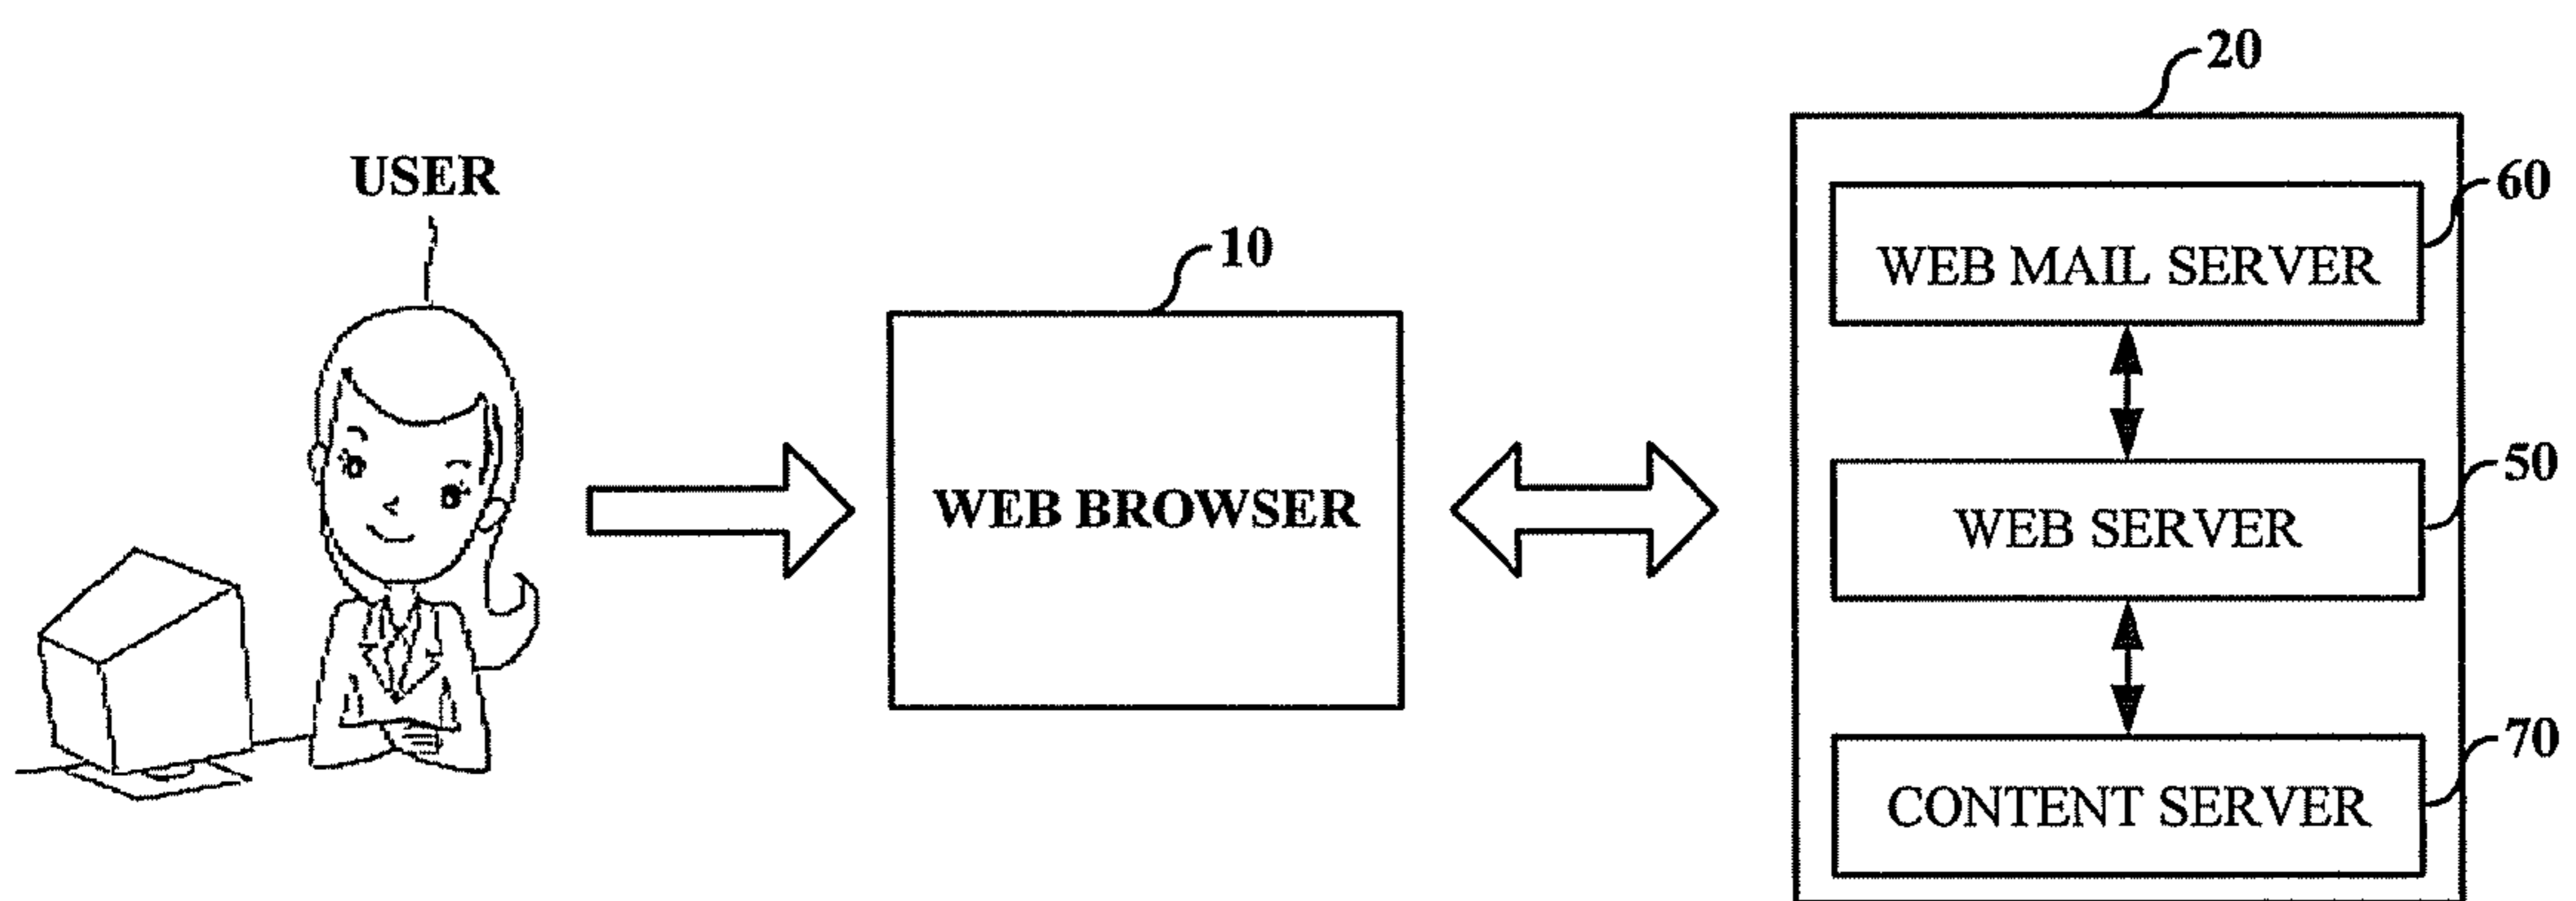 USER
10
WEB BROWSER
20
60
WEB MAIL SERVER
50
WEB SERVER
70
CONTENT SERVER